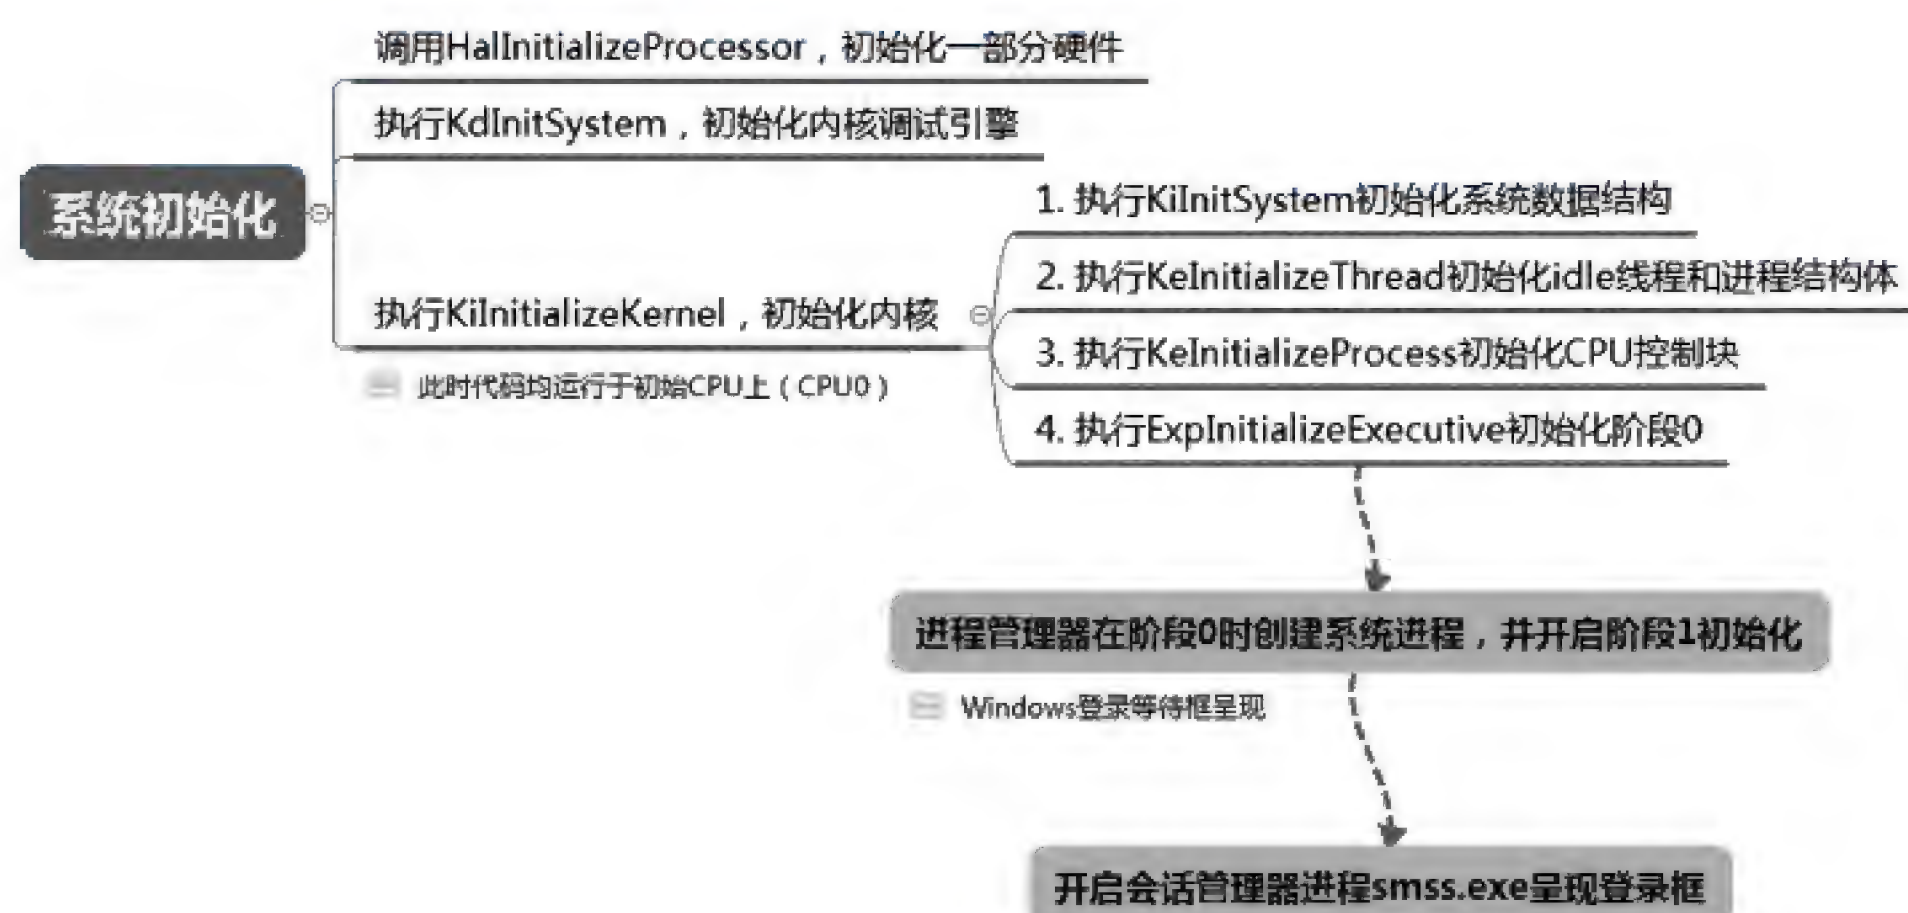 调用HalInitializeProcessor，初始化一部分硬件
执行KdInitSystem，初始化内核调试引擎
系统初始化
执行KiInitializeKernel，初始化内核
此时代码均运行于初始CPU上（CPU0）
1. 执行KiInitSystem初始化系统数据结构
2. 执行KeInitializeThread初始化idle线程和进程结构体
3. 执行KeInitializeProcess初始化CPU控制块
4. 执行ExpInitializeExecutive初始化阶段0
进程管理器在阶段0时创建系统进程，并开启阶段1初始化
Windows登录等待框呈现
开启会话管理器进程smss.exe呈现登录框